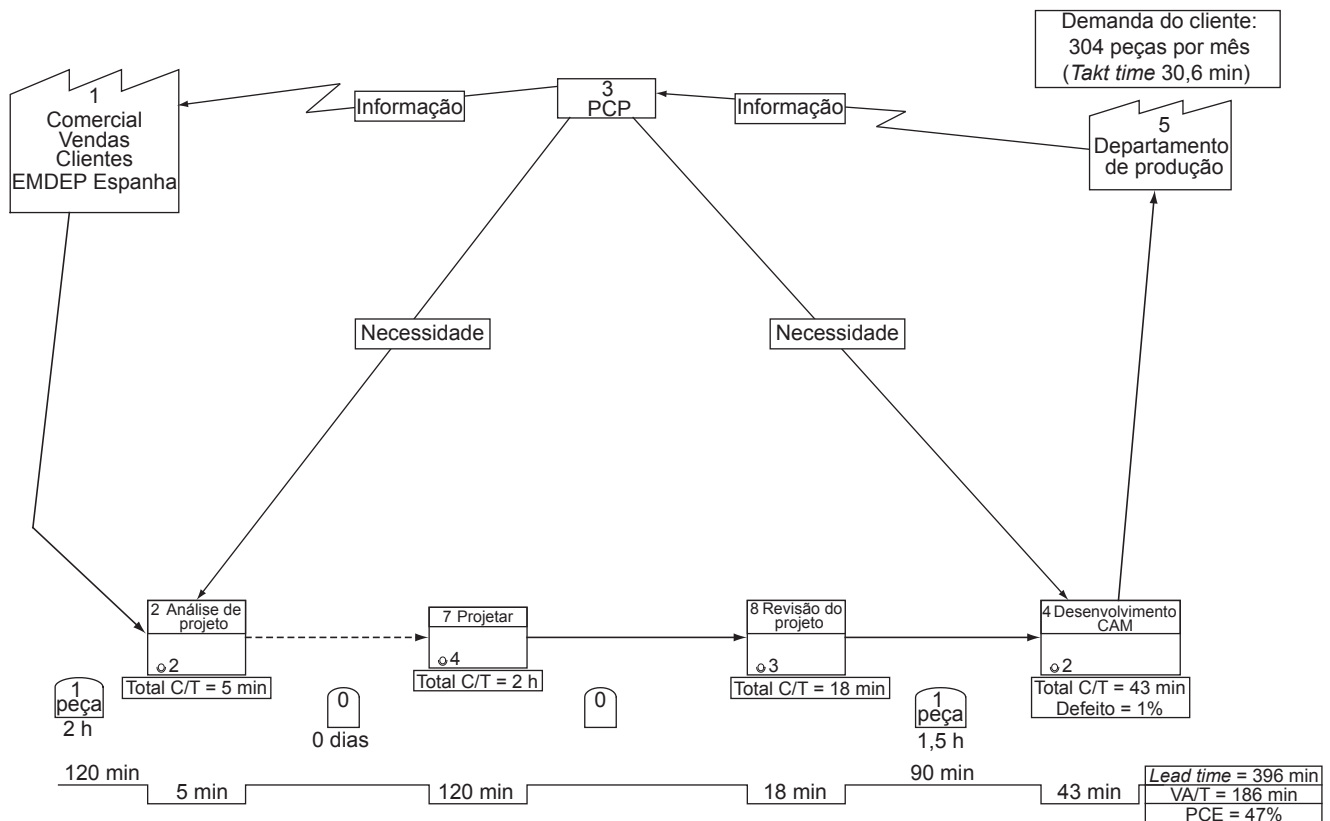 Demanda do cliente:
304 peças por mês
(Takt time 30,6 min)
1
Comercial
Vendas
Clientes
EMDEP Espanha
Informação
3
PCP
Informação
5
Departamento
de produção
Necessidade
Necessidade
2 Análise de
projeto
2
Total C/T = 5 min
7 Projetar
4
Total C/T = 2 h
8 Revisão do
projeto
3
Total C/T = 18 min
4 Desenvolvimento
CAM
2
Total C/T = 43 min
Defeito = 1%
1
peça
2 h
0
0 dias
0
1
peça
1,5 h
120 min
5 min
120 min
18 min
90 min
43 min
Lead time = 396 min
VA/T = 186 min
PCE = 47%